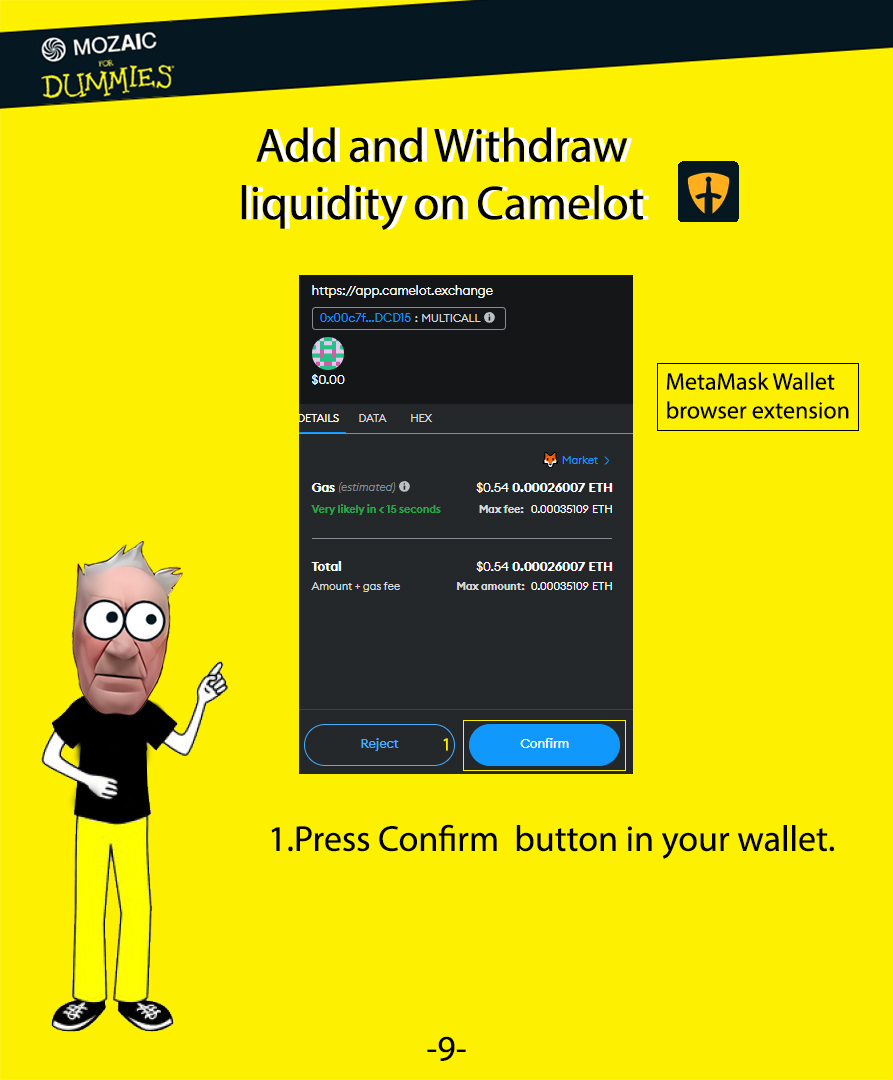 MOZAIC
FOR
DUMMIES
Add and Withdraw
liquidity on Camelot
https://app.camelot.exchange
0x00c7f...DCD15 : MULTICALL
$0.00
DETAILS DATA HEX
MetaMask Wallet
browser extension
Market >
Gas (estimated) $0.54 0.00026007 ETH
Very likely in < 15 seconds Max fee: 0.00035109 ETH
Total $0.54 0.00026007 ETH
Amount + gas fee Max amount: 0.00035109 ETH
Reject 1 Confirm
1.Press Confirm button in your wallet.
-9-